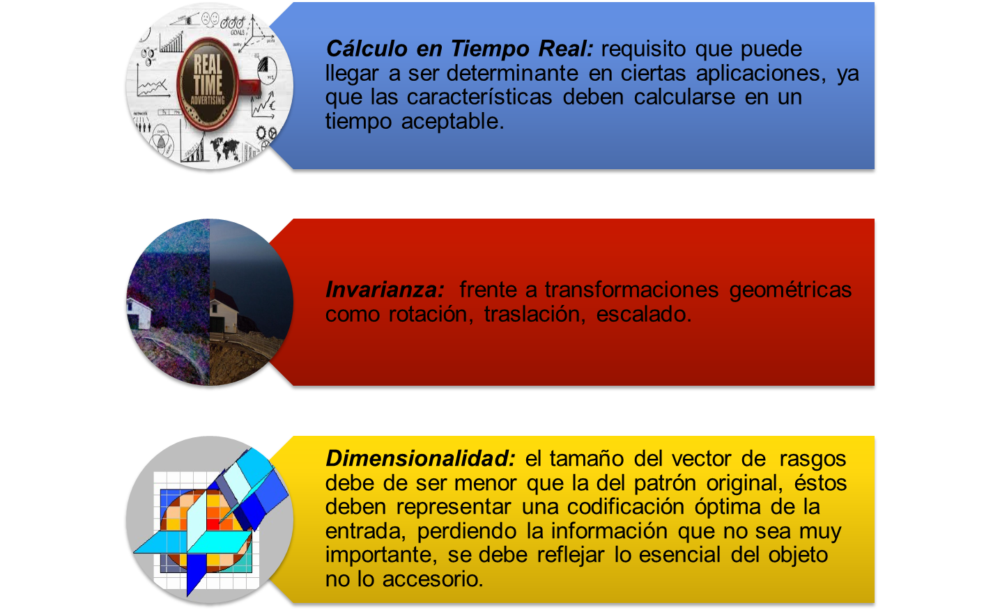 REAL
TIME
ADVERTISING
GOALS
network
Cálculo en Tiempo Real: requisito que puede
llegar a ser determinante en ciertas aplicaciones, ya
que las características deben calcularse en un
tiempo aceptable.
Invarianza: frente a transformaciones geométricas
como rotación, traslación, escalado.
Dimensionalidad: el tamaño del vector de rasgos
debe de ser menor que la del patrón original, éstos
deben representar una codificación óptima de la
entrada, perdiendo la información que no sea muy
importante, se debe reflejar lo esencial del objeto
no lo accesorio.